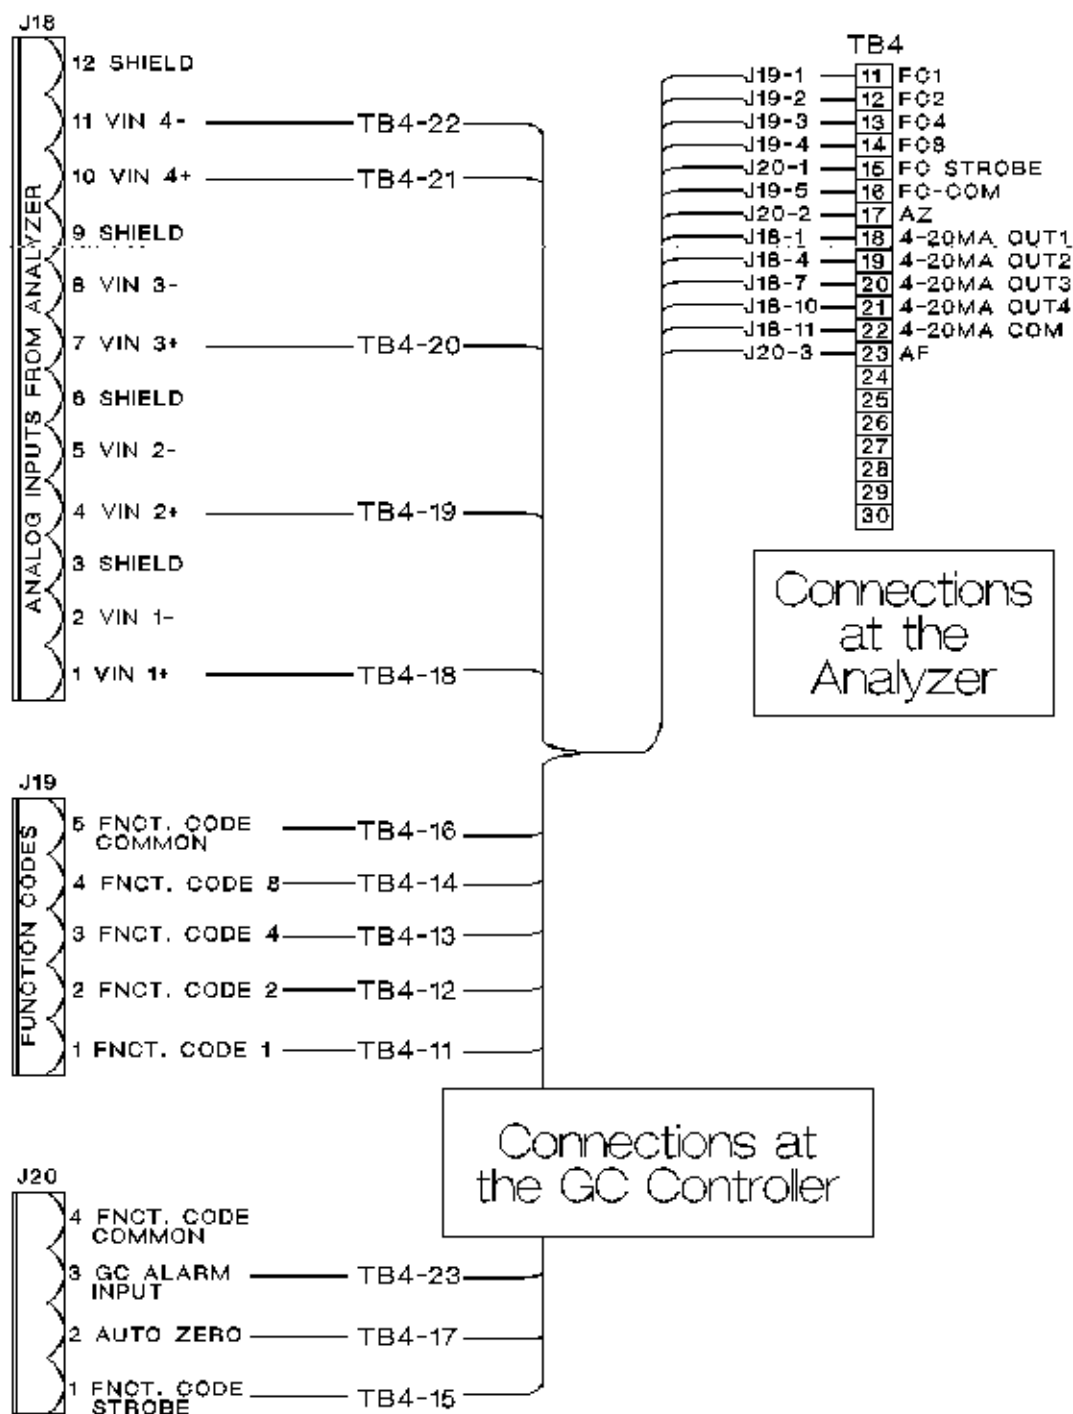 J18
ANALOG INPUTS FROM ANALYZER
12 SHIELD
11 VIN 4- TB4-22
10 VIN 4+ TB4-21
9 SHIELD
8 VIN 3-
7 VIN 3+ TB4-20
6 SHIELD
5 VIN 2-
4 VIN 2+ TB4-19
3 SHIELD
2 VIN 1-
1 VIN 1+ TB4-18
TB4
J19-1 11 FC1
J19-2 12 FC2
J19-3 13 FC4
J19-4 14 FC8
J20-1 15 FC STROBE
J19-5 16 FC-COM
J20-2 17 AZ
J18-1 18 4-20MA OUT1
J18-4 19 4-20MA OUT2
J18-7 20 4-20MA OUT3
J18-10 21 4-20MA OUT4
J18-11 22 4-20MA COM
J20-3 23 AF
24
25
26
27
28
29
30
Connections
at the
Analyzer
J19
FUNCTION CODES
5 FNCT. CODE TB4-16
COMMON
4 FNCT. CODE 8 TB4-14
3 FNCT. CODE 4 TB4-13
2 FNCT. CODE 2 TB4-12
1 FNCT. CODE 1 TB4-11
Connections at
the GC Controller
J20
4 FNCT. CODE
COMMON
3 GC ALARM TB4-23
INPUT
2 AUTO ZERO TB4-17
1 FNCT. CODE TB4-15
STROBE